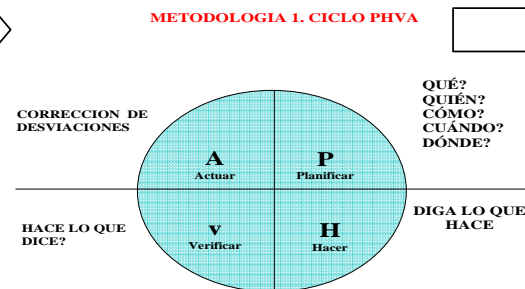 METODOLOGIA 1. CICLO PHVA
QUÉ?
QUIÉN?
CÓMO?
CUÁNDO?
DÓNDE?
CORRECCION DE
DESVIACIONES
A
Actuar
P
Planificar
HACE LO QUE
DICE?
v
Verificar
H
Hacer
DIGA LO QUE
HACE